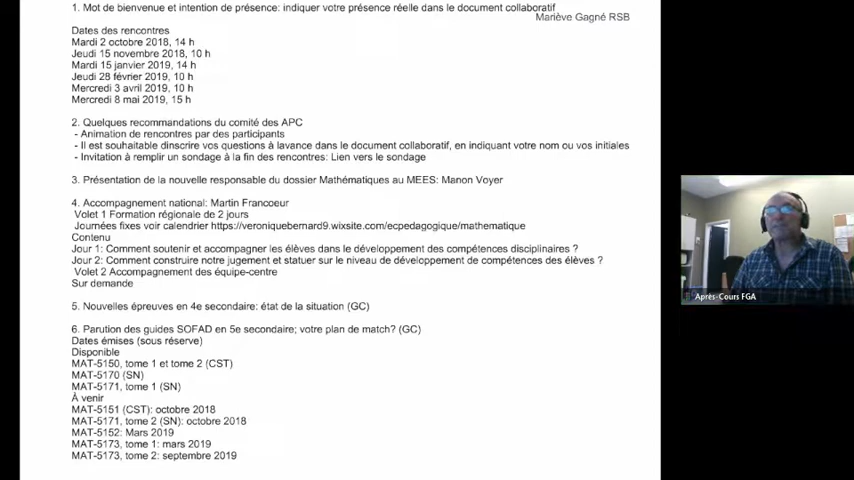 1. Mot de bienvenue et intention de présence: indiquer votre présence réelle dans le document collaboratif
Mariève Gagné RSB
Dates des rencontres
Mardi 2 octobre 2018, 14 h
Jeudi 15 novembre 2018, 10 h
Mardi 15 janvier 2019, 14 h
Jeudi 28 février 2019, 10 h
Mercredi 3 avril 2019, 10 h
Mercredi 8 mai 2019, 15 h
2. Quelques recommandations du comité des APC
- Animation de rencontres par des participants
- Il est souhaitable dinscrire vos questions à lavance dans le document collaboratif, en indiquant votre nom ou vos initiales
- Invitation à remplir un sondage à la fin des rencontres: Lien vers le sondage
3. Présentation de la nouvelle responsable du dossier Mathématiques au MEES: Manon Voyer
4. Accompagnement national: Martin Francoeur
Volet 1 Formation régionale de 2 jours
Journées fixes voir calendrier https://veroniquebernard9.wixsite.com/ecpedagogique/mathematique
Contenu
Jour 1: Comment soutenir et accompagner les élèves dans le développement des compétences disciplinaires ?
Jour 2: Comment construire notre jugement et statuer sur le niveau de développement de compétences des élèves ?
Volet 2 Accompagnement des équipe-centre
Sur demande
5. Nouvelles épreuves en 4e secondaire: état de la situation (GC)
6. Parution des guides SOFAD en 5e secondaire; votre plan de match? (GC)
Dates émises (sous réserve)
Disponible
MAT-5150, tome 1 et tome 2 (CST)
MAT-5170 (SN)
MAT-5171, tome 1 (SN)
À venir
MAT-5151 (CST): octobre 2018
MAT-5171, tome 2 (SN): octobre 2018
MAT-5152: Mars 2019
MAT-5173, tome 1: mars 2019
MAT-5173, tome 2: septembre 2019
Après-Cours FGA